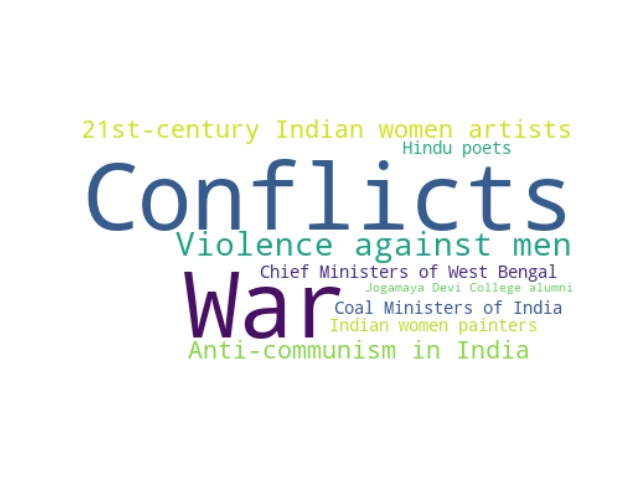 21st-century Indian women artists
Hindu poets
Conflicts
Violence against men
Chief Ministers of West Bengal
War
Jogamaya Devi College alumni
Coal Ministers of India
Indian women painters
Anti-communism in India